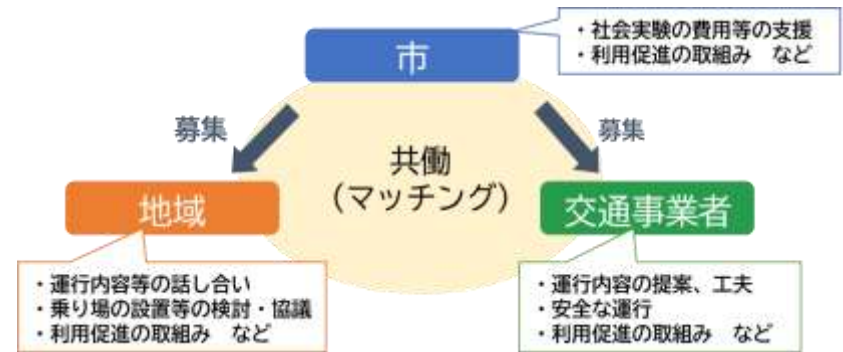 ・社会実験の費用等の支援
・利用促進の取組み　など
市
募集
募集
共働
（マッチング）
地域
交通事業者
・運行内容等の話し合い
・乗り場の設置等の検討・協議
・利用促進の取組み　など
・運行内容の提案、工夫
・安全な運行
・利用促進の取組み　など